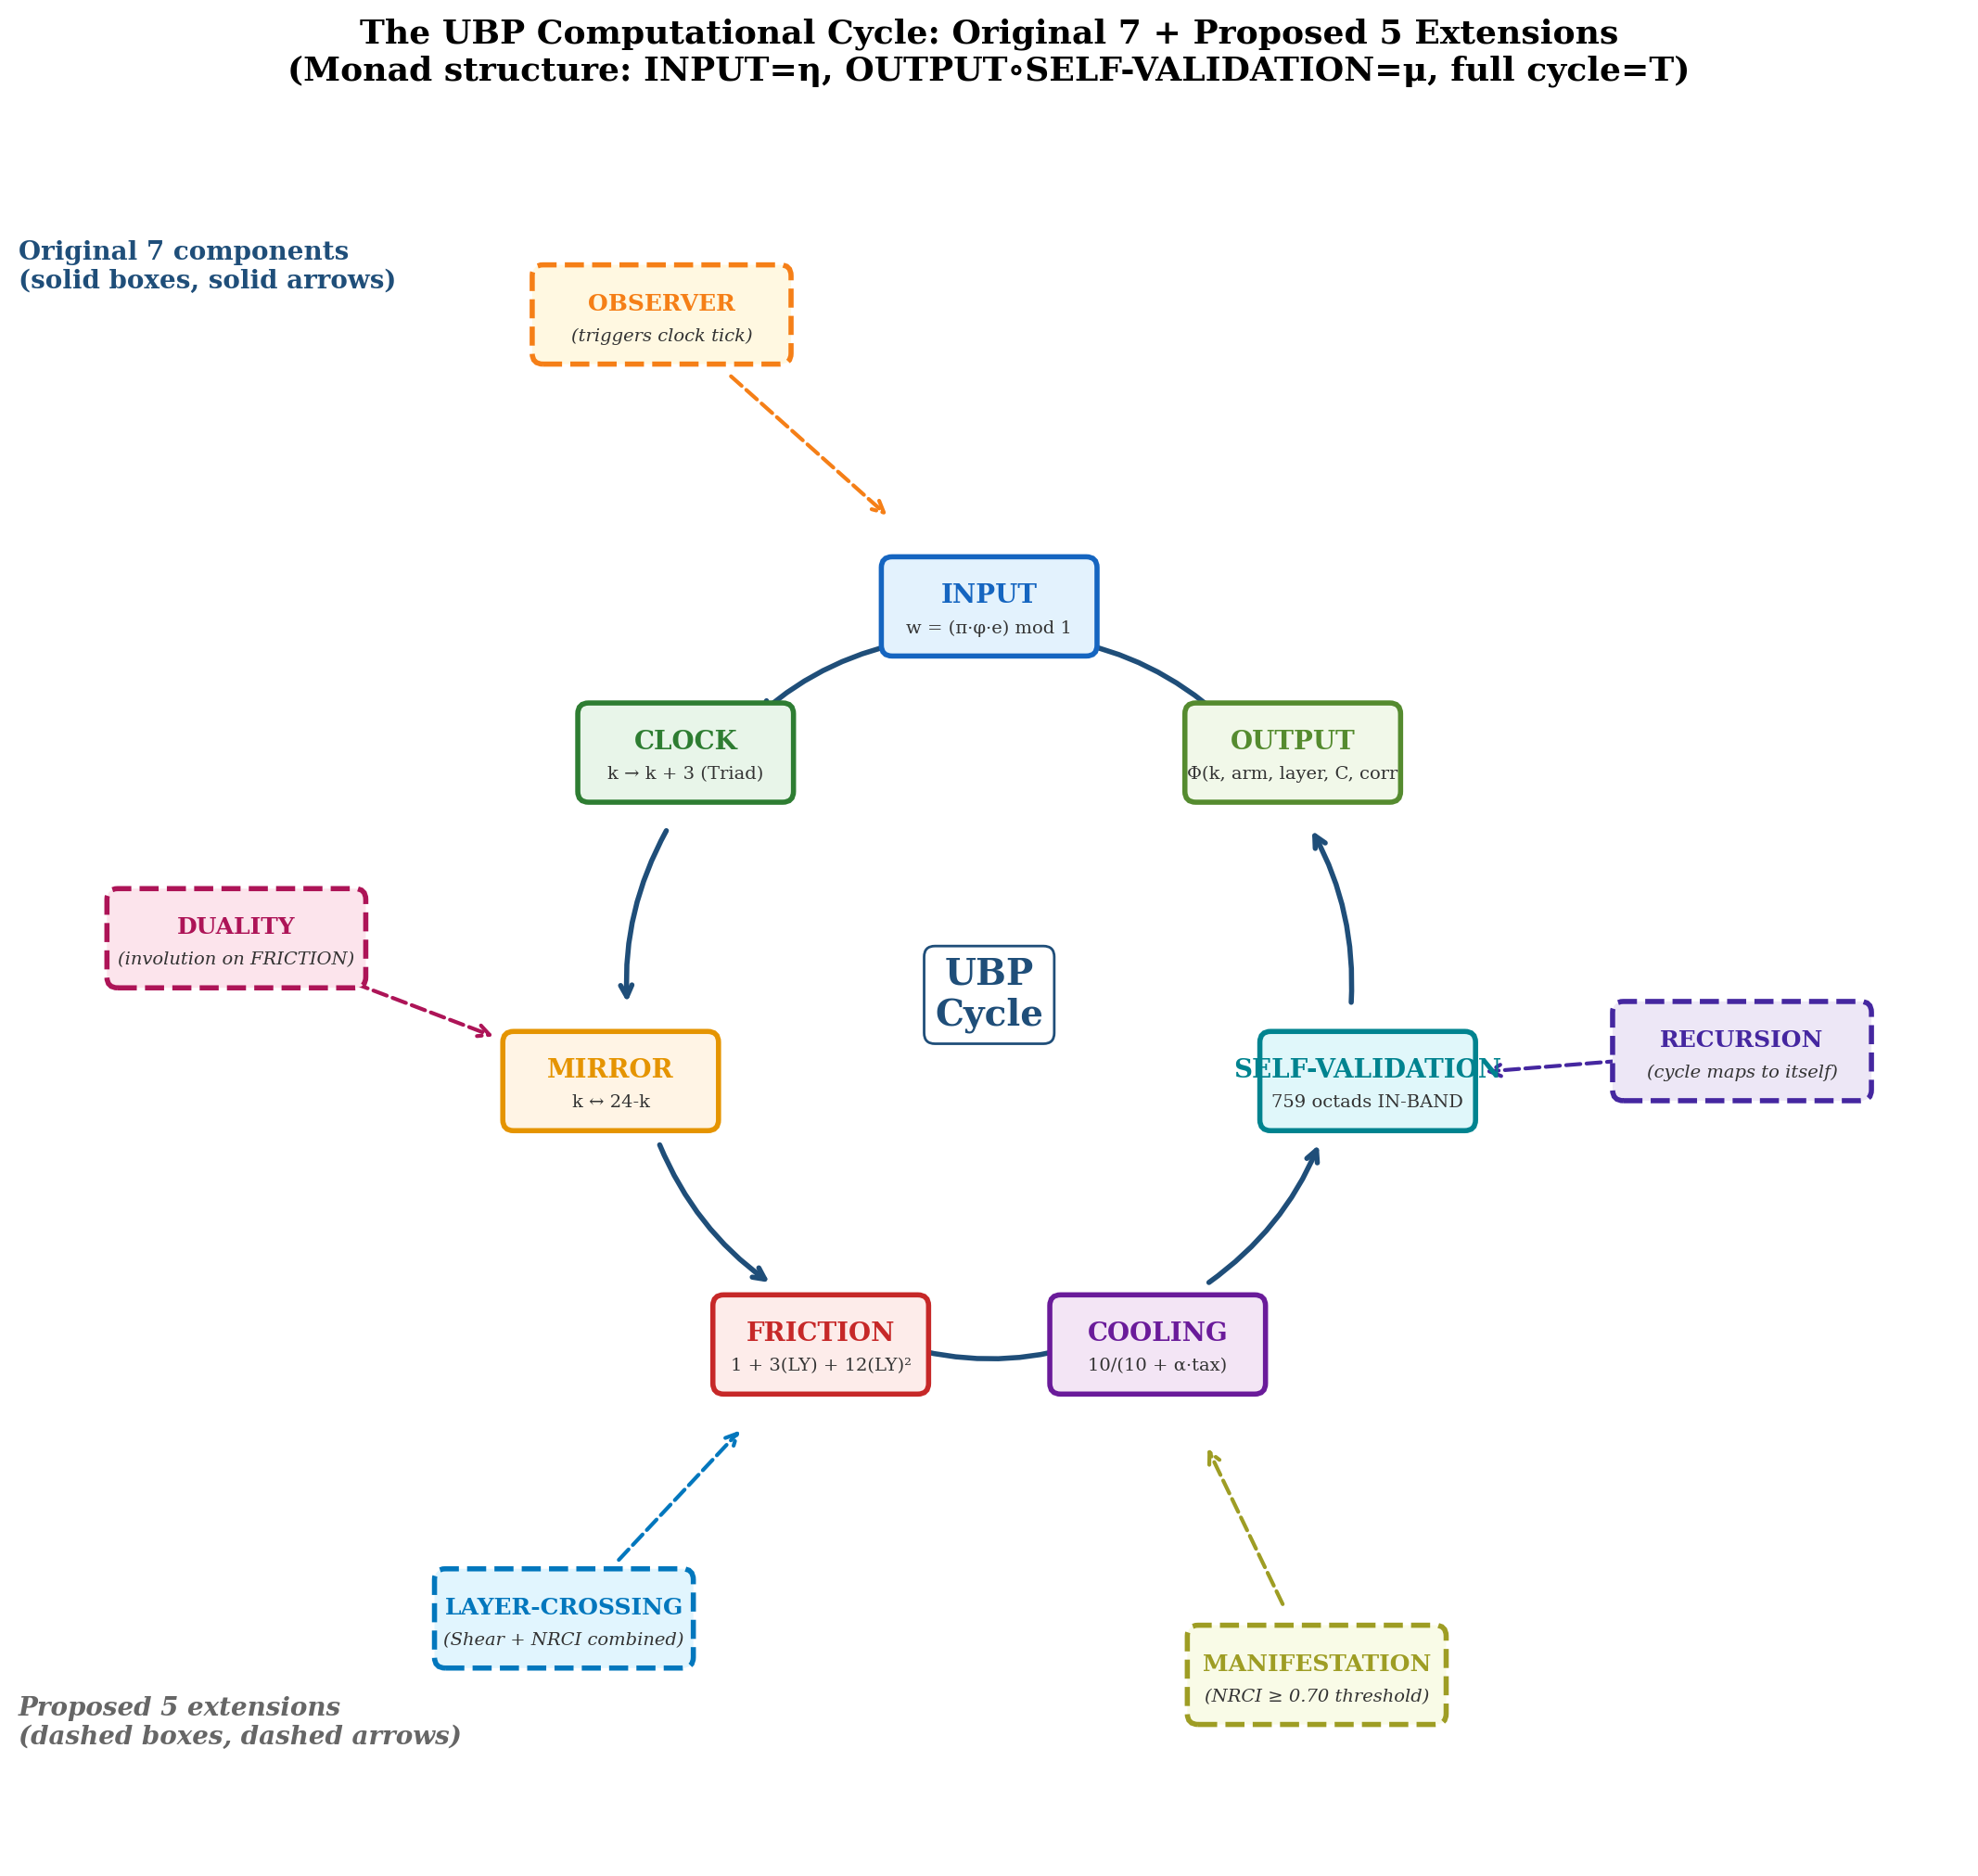 The UBP Computational Cycle: Original 7 + Proposed 5 Extensions
(Monad structure: INPUT=η, OUTPUT∘SELF-VALIDATION=μ, full cycle=T)
Original 7 components
(solid boxes, solid arrows)
OBSERVER
(triggers clock tick)
INPUT
w = (π·φ·e) mod 1
CLOCK
k → k + 3 (Triad)
OUTPUT
Φ(k, arm, layer, C, corr
DUALITY
(involution on FRICTION)
UBP
Cycle
MIRROR
k ↔ 24-k
SELF-VALIDATION
759 octads IN-BAND
RECURSION
(cycle maps to itself)
FRICTION
1 + 3(LY) + 12(LY)²
COOLING
10/(10 + α·tax)
LAYER-CROSSING
(Shear + NRCI combined)
MANIFESTATION
(NRCI ≥ 0.70 threshold)
Proposed 5 extensions
(dashed boxes, dashed arrows)